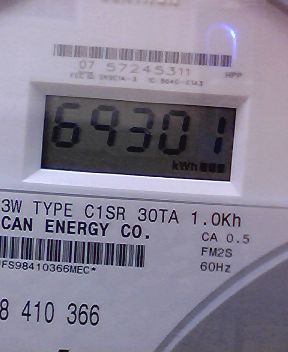 07 57245311
HPP
69301
kWh
3W TYPE C1SR 30TA 1.0Kh
CAN ENERGY CO.
CA 0.5
FM2S
60Hz
FS98410366MEC*
8 410 366